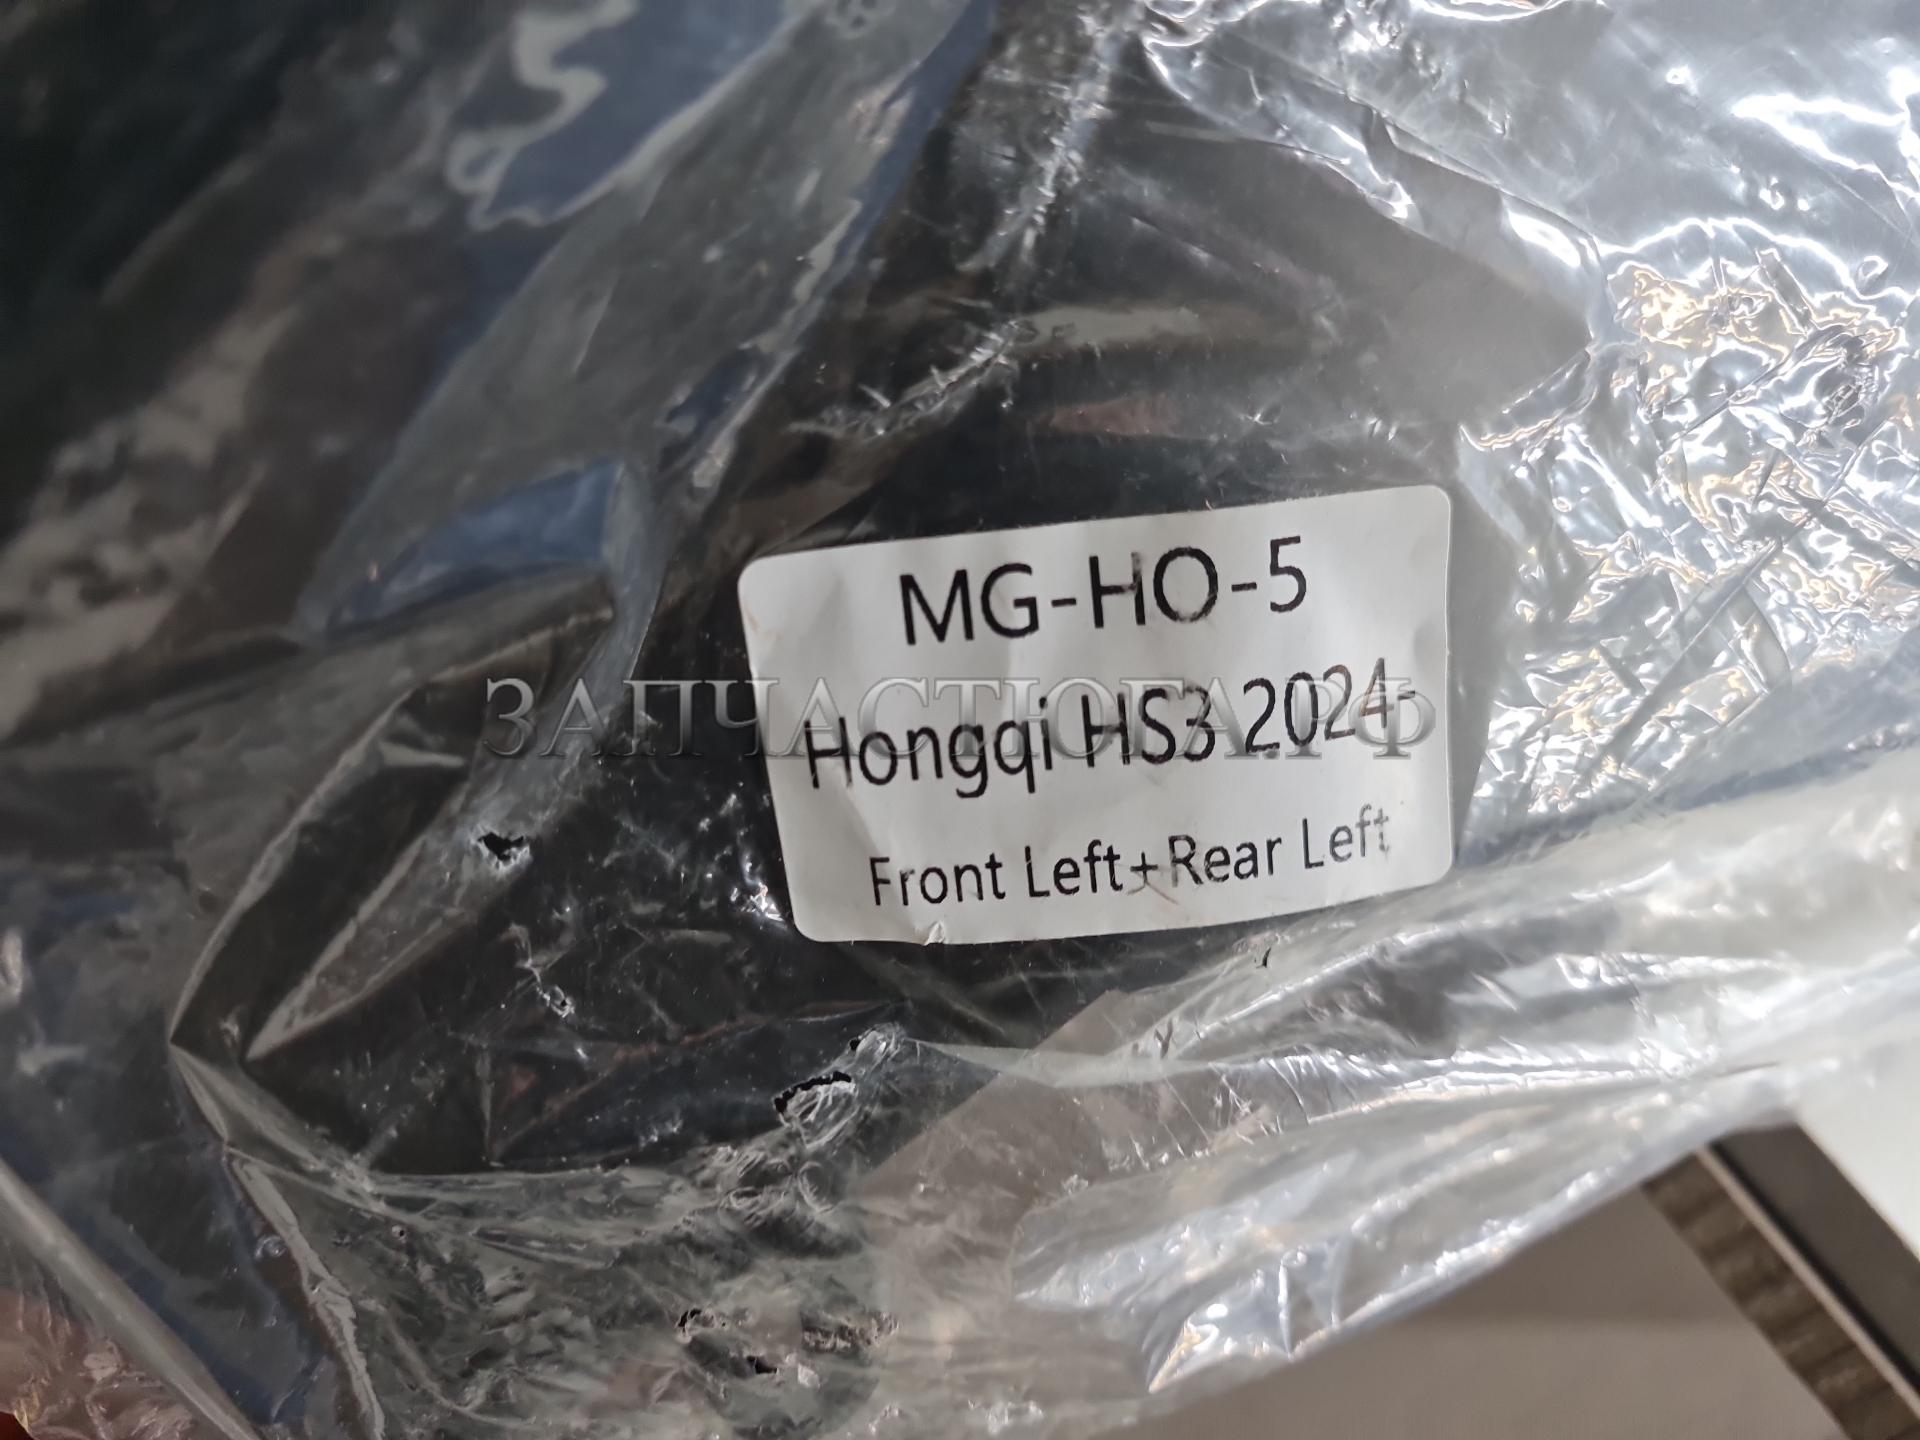 MG-HO-5
ЗАПЧАСТЮГА.РФ
Hongqi HS3 2024-
Front Left+Rear Left